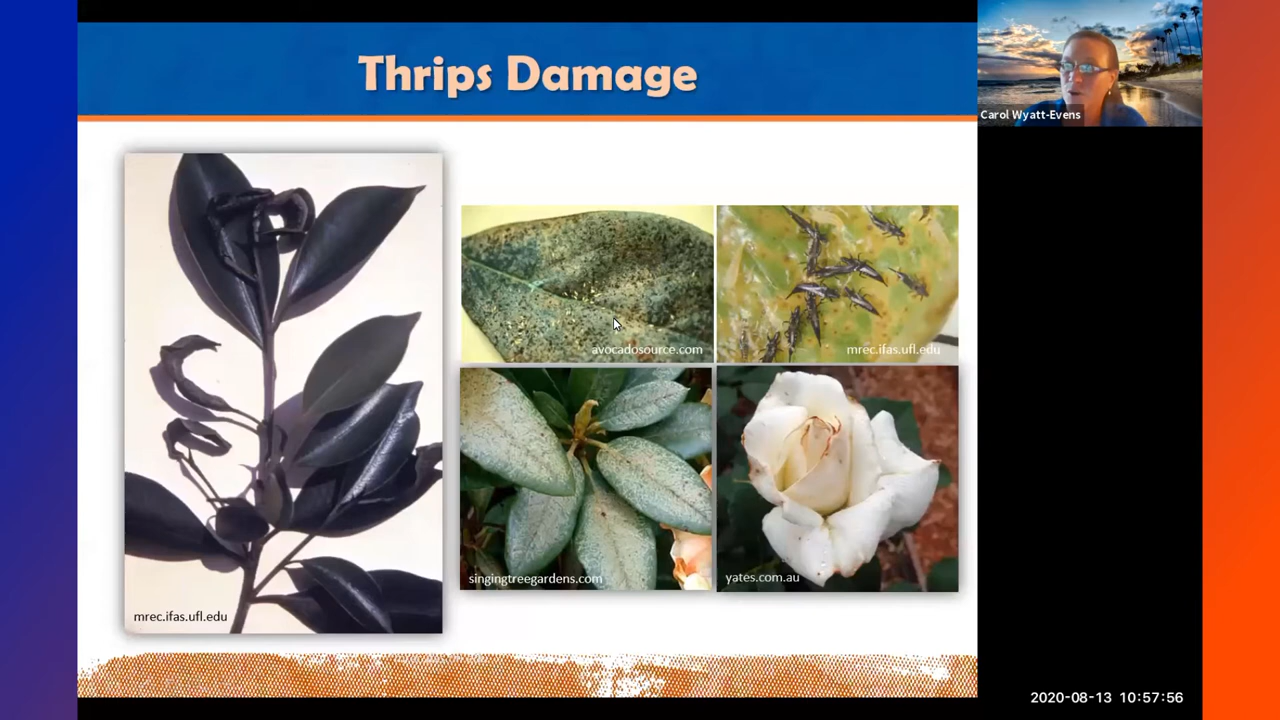 Thrips Damage
Carol Wyatt-Evens
avocadosource.com
mrec.ifas.ufl.edu
singingtreegardens.com
yates.com.au
mrec.ifas.ufl.edu
2020-08-13 10:57:56